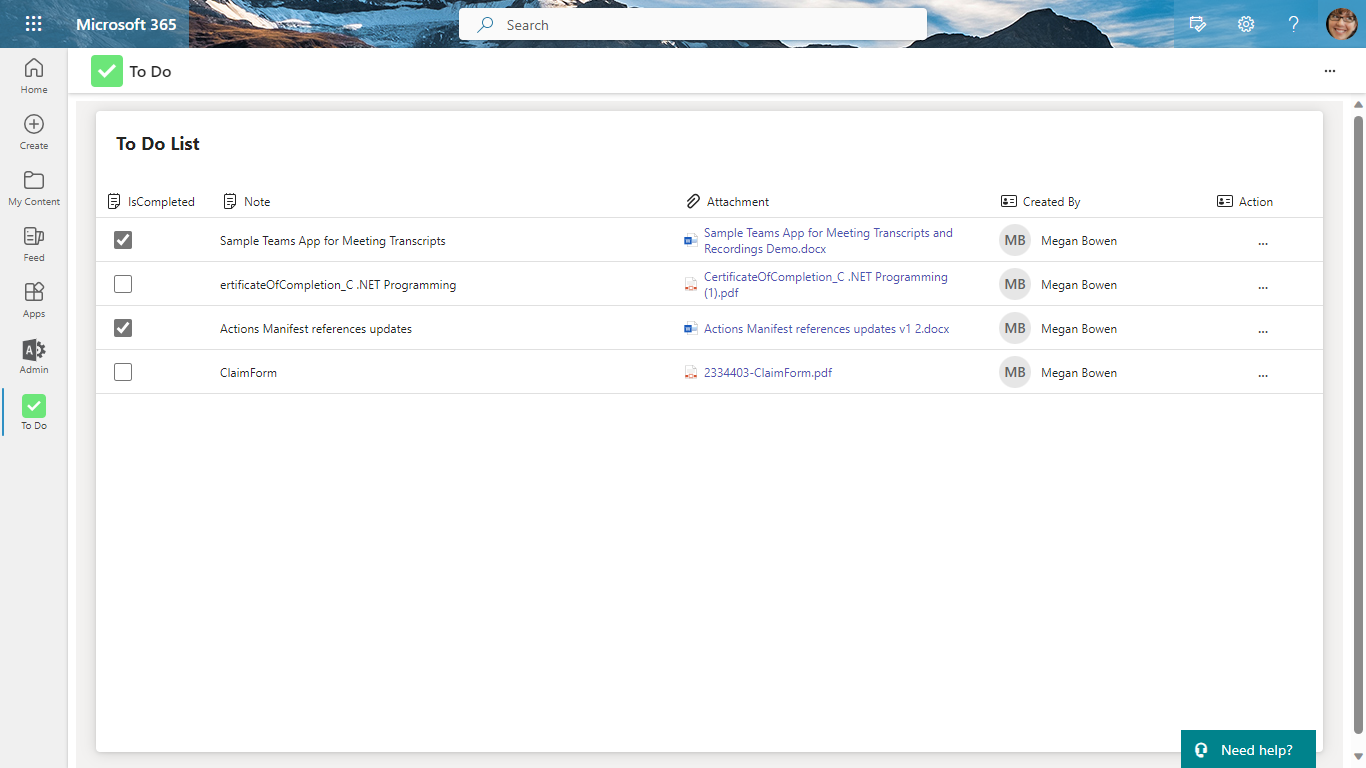 Microsoft 365
Search
?
Home
Create
My Content
Feed
Apps
Admin
To Do
To Do
...
To Do List
IsCompleted Note Attachment Created By Action
Sample Teams App for Meeting Transcripts
Sample Teams App for Meeting Transcripts and
Recordings Demo.docx
MB Megan Bowen ...
ertificateOfCompletion_C .NET Programming
CertificateOfCompletion_C .NET Programming
(1).pdf
MB Megan Bowen ...
Actions Manifest references updates Actions Manifest references updates v1 2.docx MB Megan Bowen ...
ClaimForm 2334403-ClaimForm.pdf MB Megan Bowen ...
Need help?